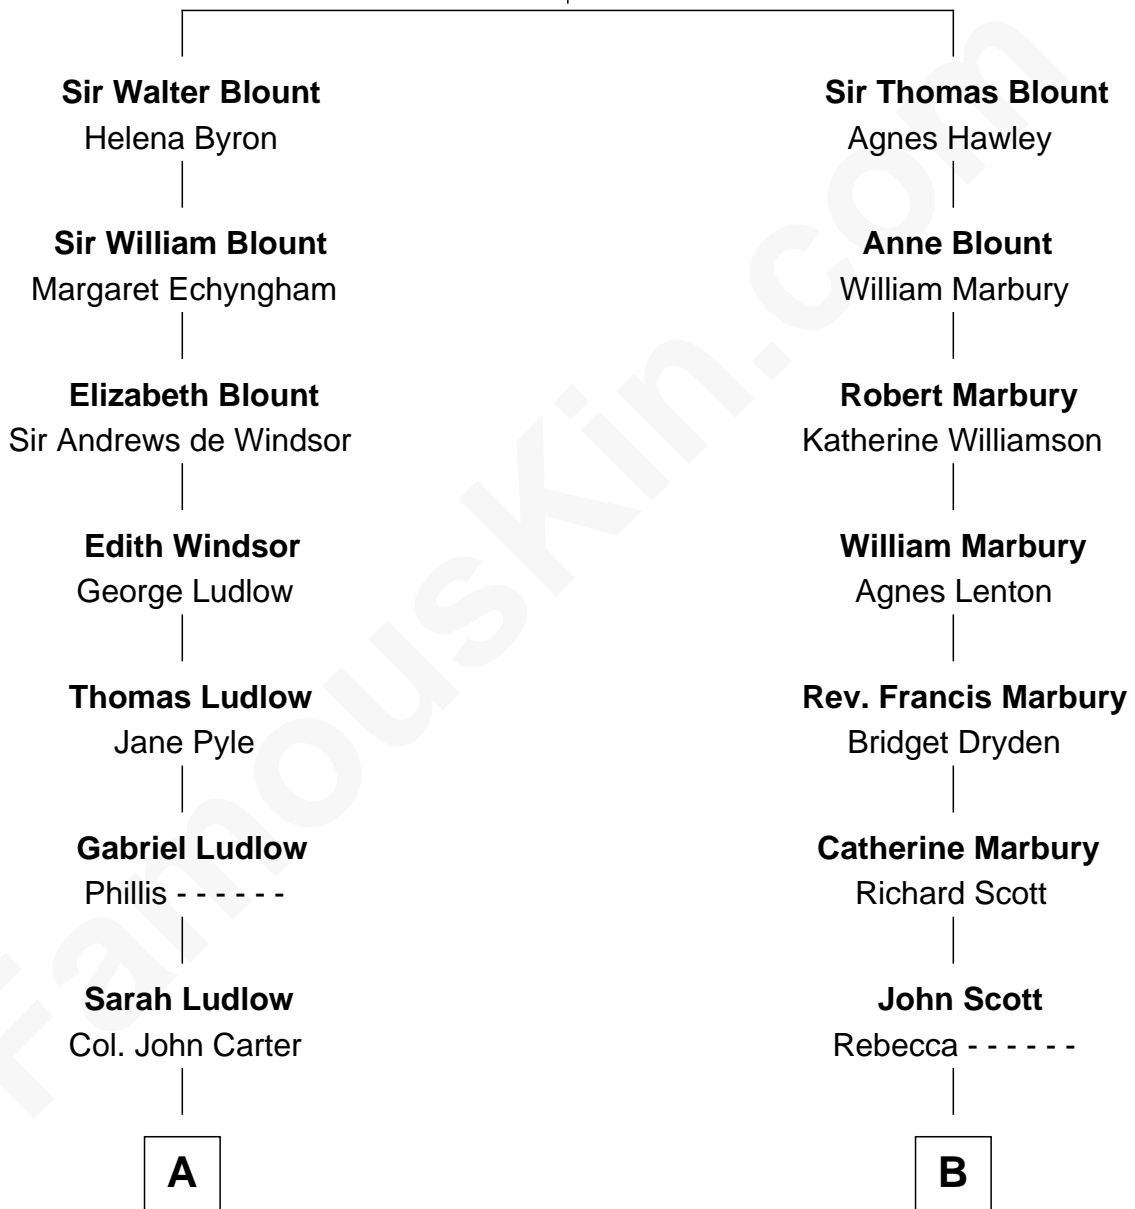 Sir Walter Blount
Helena Byron
Sir William Blount
Margaret Echyngham
Elizabeth Blount
Sir Andrews de Windsor
Edith Windsor
George Ludlow
Thomas Ludlow
Jane Pyle
Gabriel Ludlow
Phillis - - - - - -
Sarah Ludlow
Col. John Carter
A
Sir Thomas Blount
Agnes Hawley
Anne Blount
William Marbury
Robert Marbury
Katherine Williamson
William Marbury
Agnes Lenton
Rev. Francis Marbury
Bridget Dryden
Catherine Marbury
Richard Scott
John Scott
Rebecca - - - - - -
B
FamousKin.com